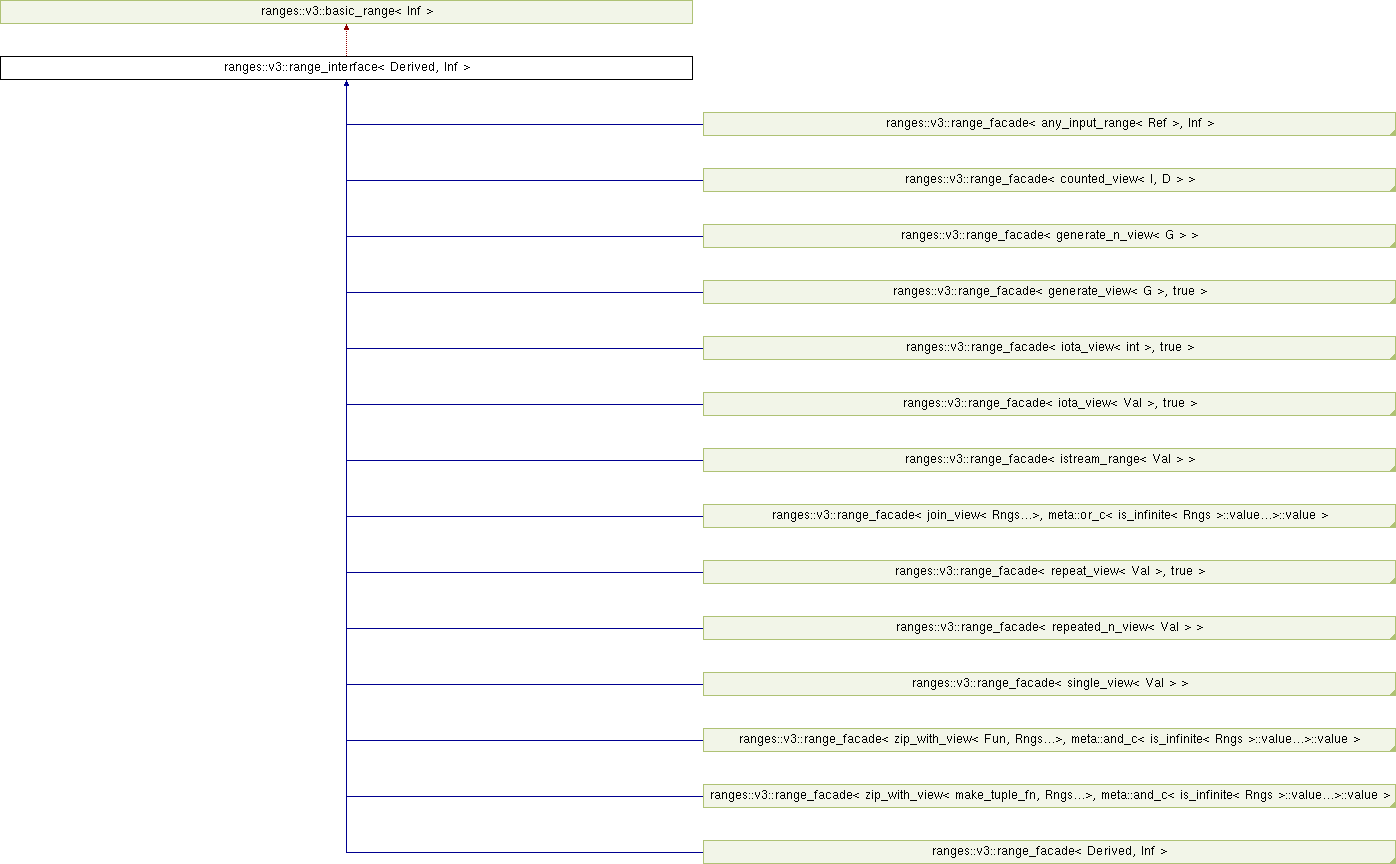 ranges::v3::basic_range< Inf >
ranges::v3::range_interface< Derived, Inf >
ranges::v3::range_facade< any_input_range< Ref >, Inf >
ranges::v3::range_facade< counted_view< I, D > >
ranges::v3::range_facade< generate_n_view< G > >
ranges::v3::range_facade< generate_view< G >, true >
ranges::v3::range_facade< iota_view< int >, true >
ranges::v3::range_facade< iota_view< Val >, true >
ranges::v3::range_facade< istream_range< Val > >
ranges::v3::range_facade< join_view< Rngs...>, meta::or_c< is_infinite< Rngs >::value...>::value >
ranges::v3::range_facade< repeat_view< Val >, true >
ranges::v3::range_facade< repeated_n_view< Val > >
ranges::v3::range_facade< single_view< Val > >
ranges::v3::range_facade< zip_with_view< Fun, Rngs...>, meta::and_c< is_infinite< Rngs >::value...>::value >
ranges::v3::range_facade< zip_with_view< make_tuple_fn, Rngs...>, meta::and_c< is_infinite< Rngs >::value...>::value >
ranges::v3::range_facade< Derived, Inf >